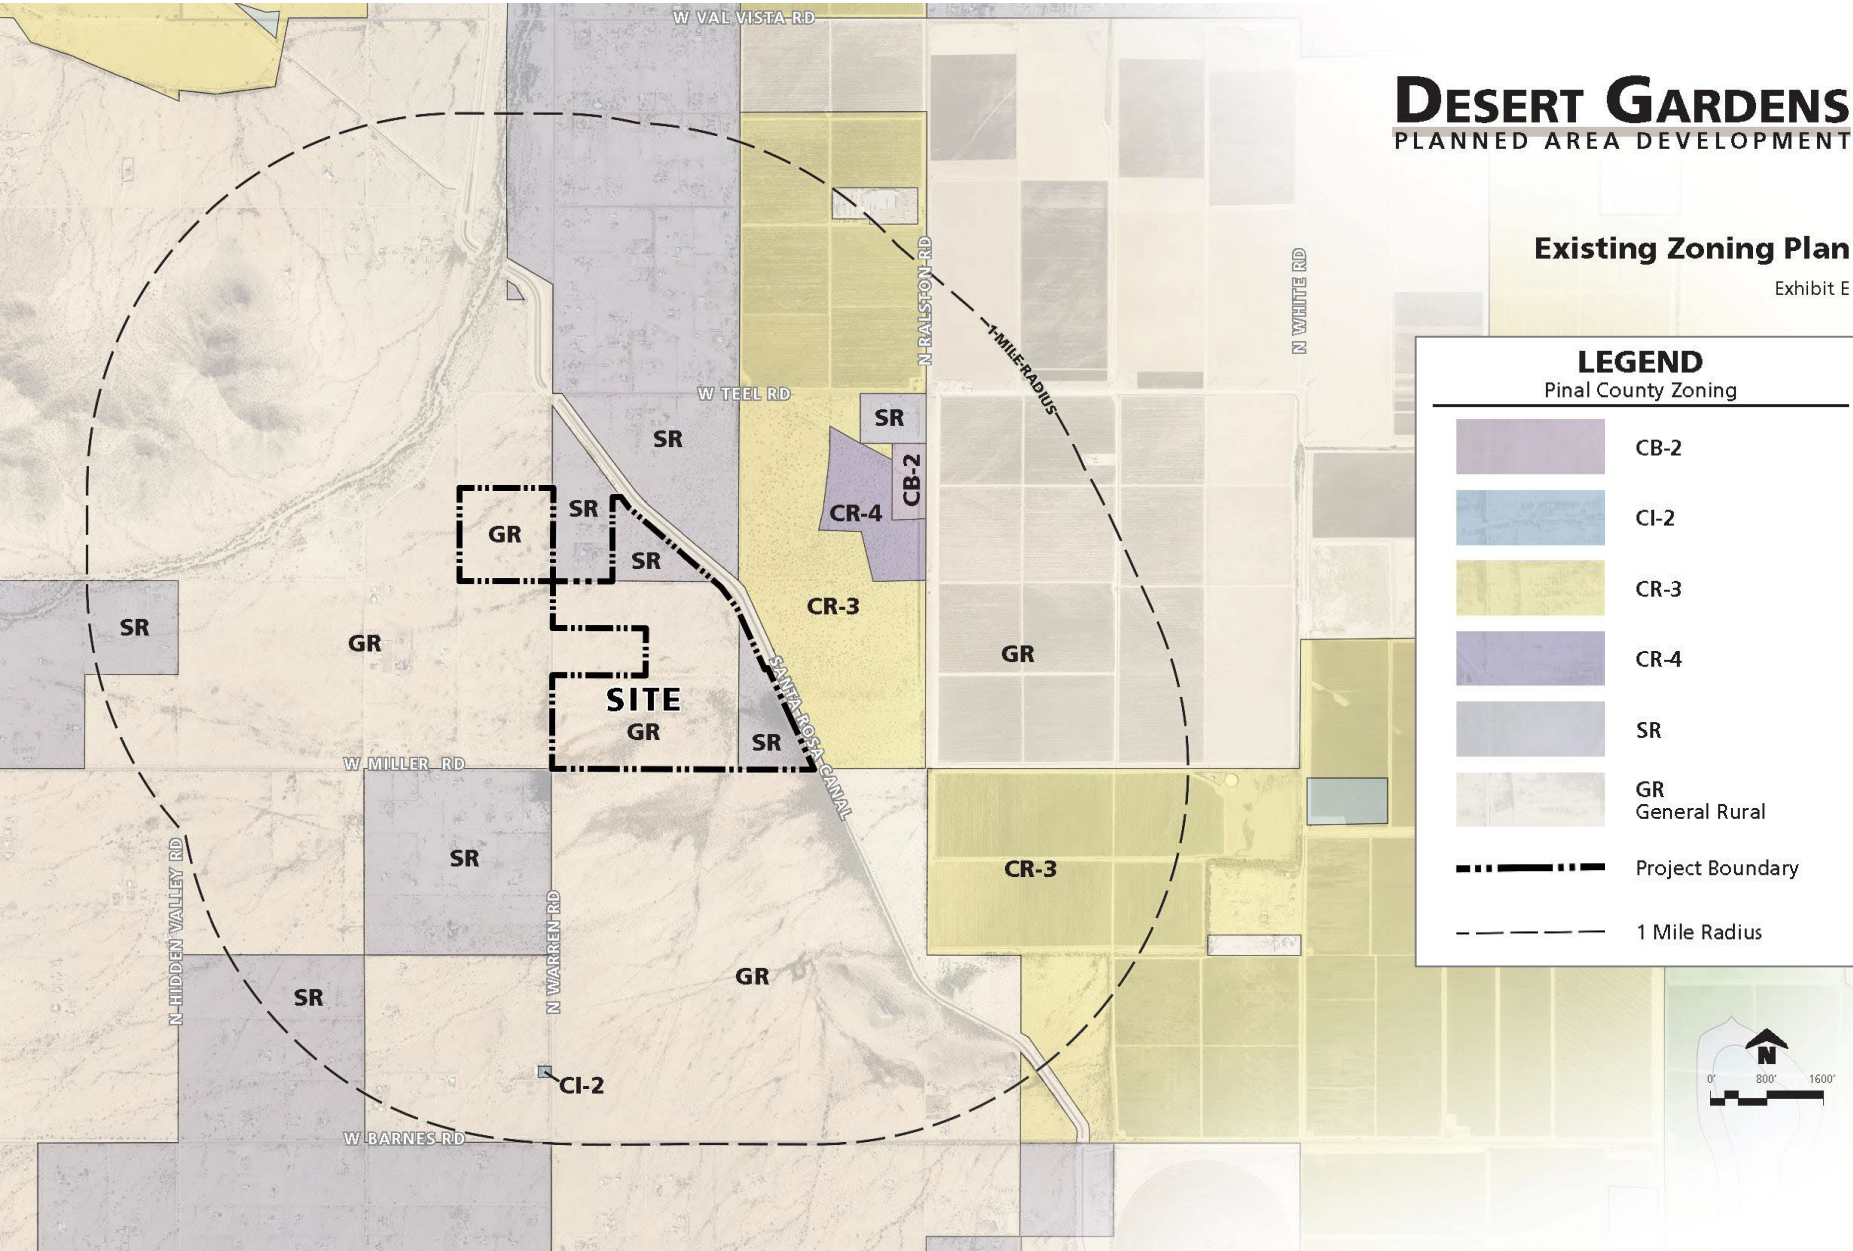 W VAL VISTA RD
DESERT GARDENS
PLANNED AREA DEVELOPMENT
Existing Zoning Plan
Exhibit E
N RALSTON RD
N WHITE RD
1-MILE-RADIUS
W TEEL RD
SR
SR
CB-2
SR
CR-4
GR
SR
CR-3
SR
GR
GR
SITE
GR
SR
SANTA ROSA CANAL
W MILLER RD
SR
CR-3
N HIDDEN VALLEY RD
N WARREN RD
GR
SR
CI-2
W BARNES RD
LEGEND
Pinal County Zoning
CB-2
CI-2
CR-3
CR-4
SR
GR
General Rural
Project Boundary
1 Mile Radius
N
0' 800' 1600'